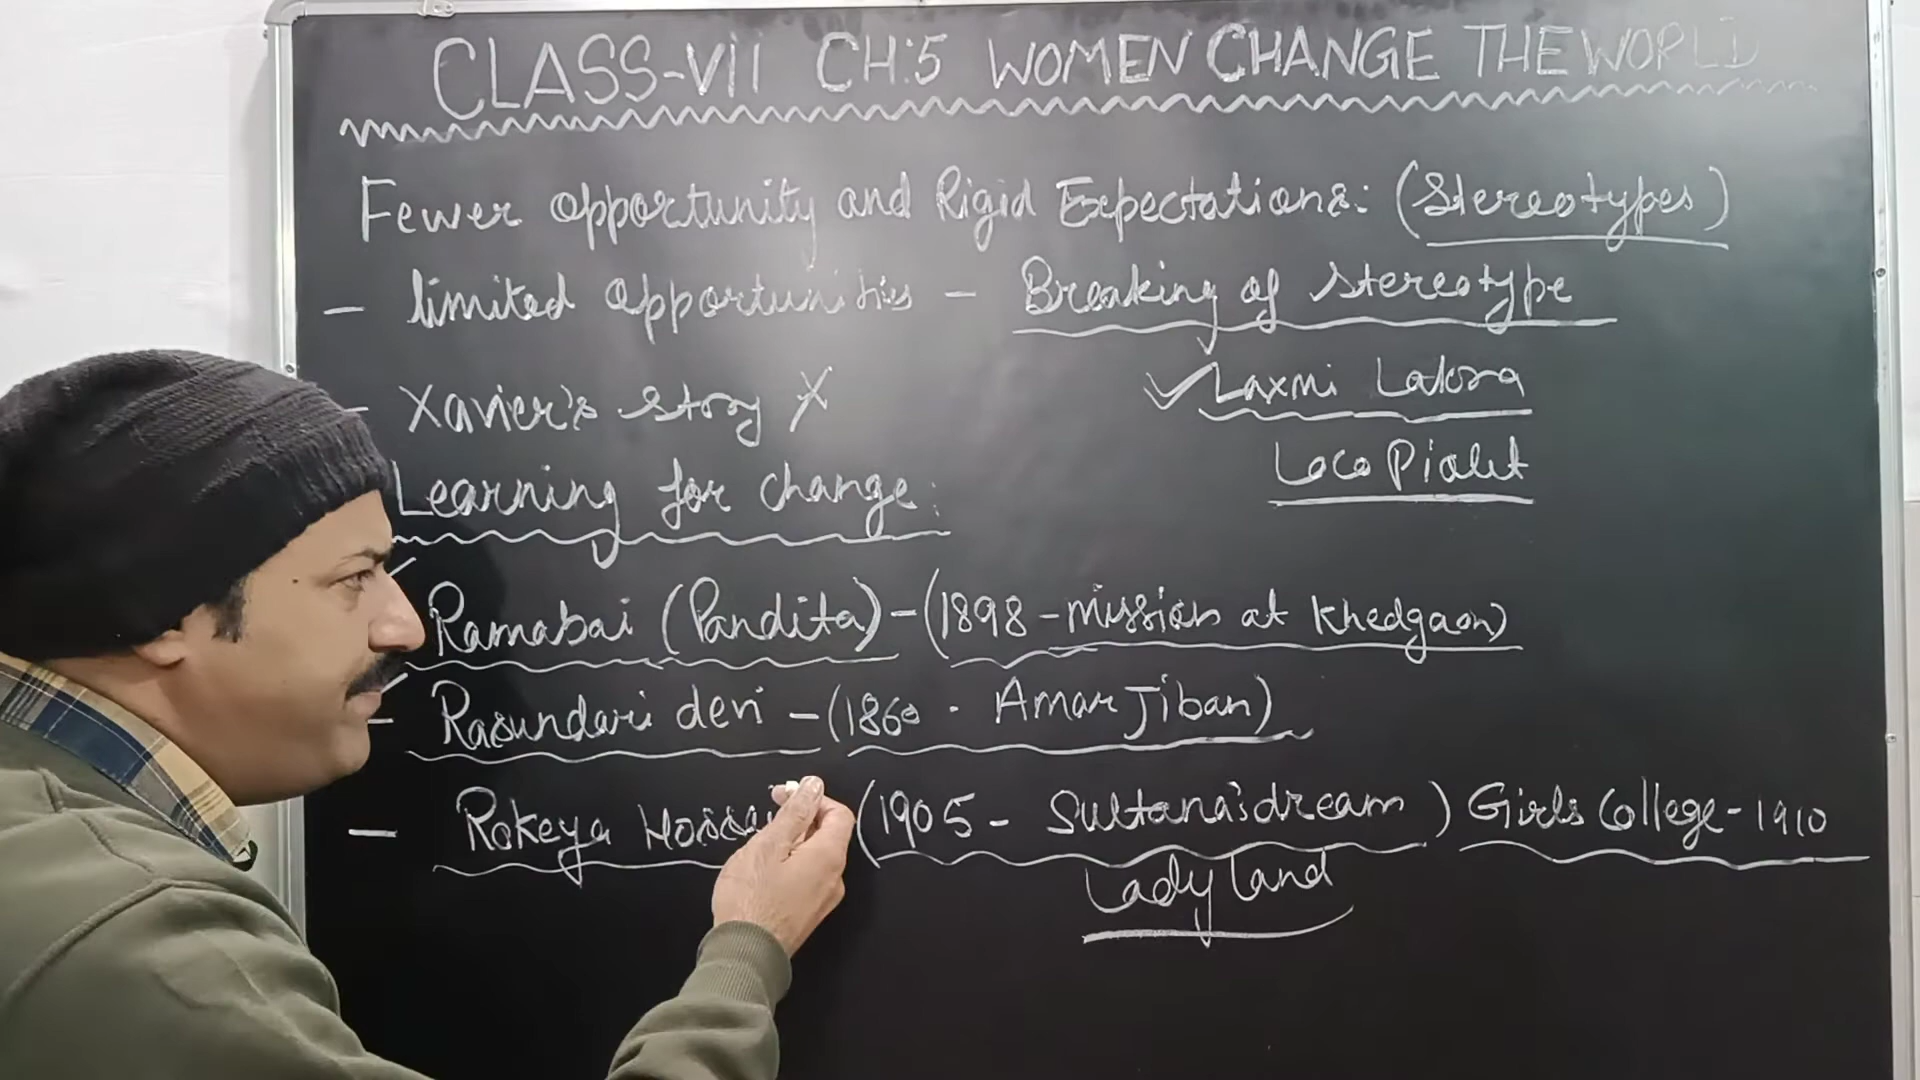 CLASS-VII CH:5 WOMEN CHANGE THE WORLD
Fewer opportunity and Rigid Expectations: (Stereotypes)
- limited opportunities - Breaking of stereotype
- Xavier's story X
Laxmi Lakra
Loco Pialet
Learning for change:
Ramabai (Pandita) - (1898 - mission at Khedgaon)
- Rasundari devi - (1860 - Amar Jiban)
- Rokeya (1905 - Sultana's dream) Girls College - 1910
Lady land